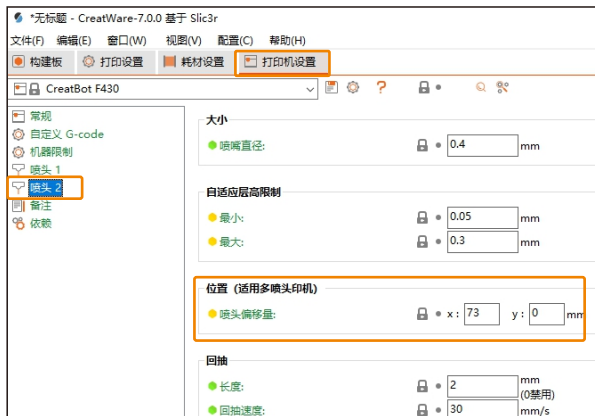 *无标题 - CreatWare-7.0.0 基于 Slic3r
文件(F) 编辑(E) 窗口(W) 视图(V) 配置(C) 帮助(H)
构建板 打印设置 耗材设置 打印机设置
CreatBot F430
常规
自定义 G-code
机器限制
喷头 1
喷头 2
备注
依赖
大小
喷嘴直径: 0.4 mm
自适应层高限制
最小: 0.05 mm
最大: 0.3 mm
位置（适用多喷头印机）
喷头偏移量: x : 73 y : 0 mm
回抽
长度: 2 mm
(0禁用)
回抽速度: 30 mm/s